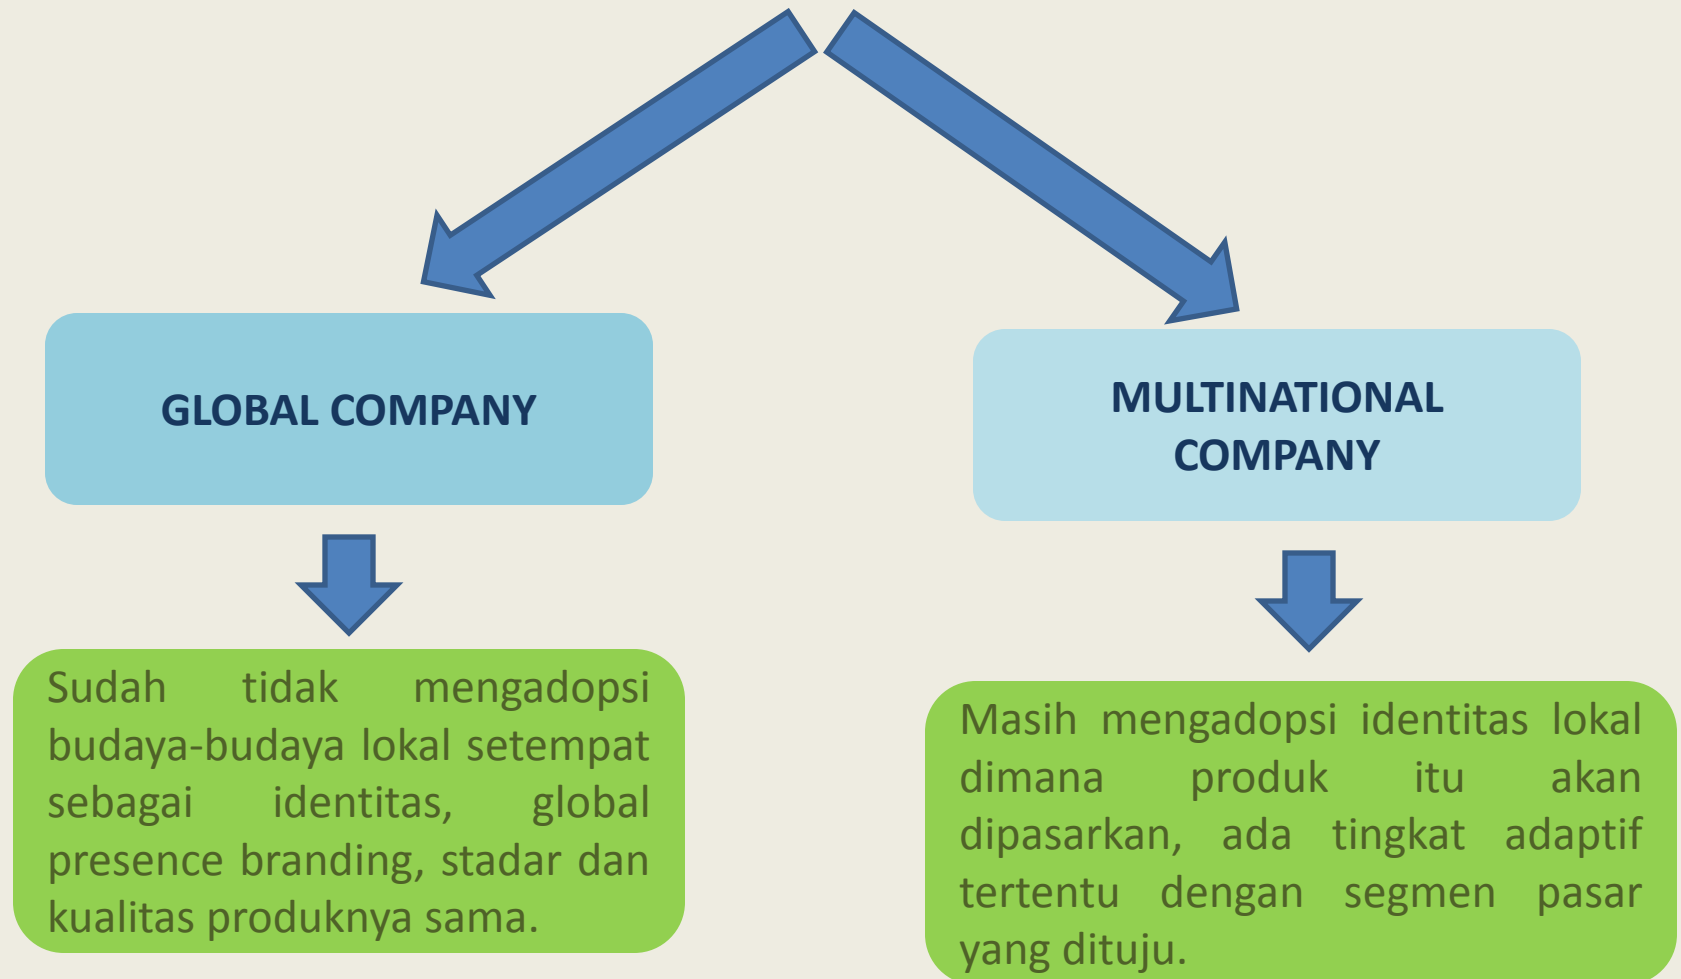 GLOBAL COMPANY
Sudah tidak mengadopsi
budaya-budaya lokal setempat
sebagai identitas, global
presence branding, stadar dan
kualitas produknya sama.
MULTINATIONAL
COMPANY
Masih mengadopsi identitas lokal
dimana produk itu akan
dipasarkan, ada tingkat adaptif
tertentu dengan segmen pasar
yang dituju.